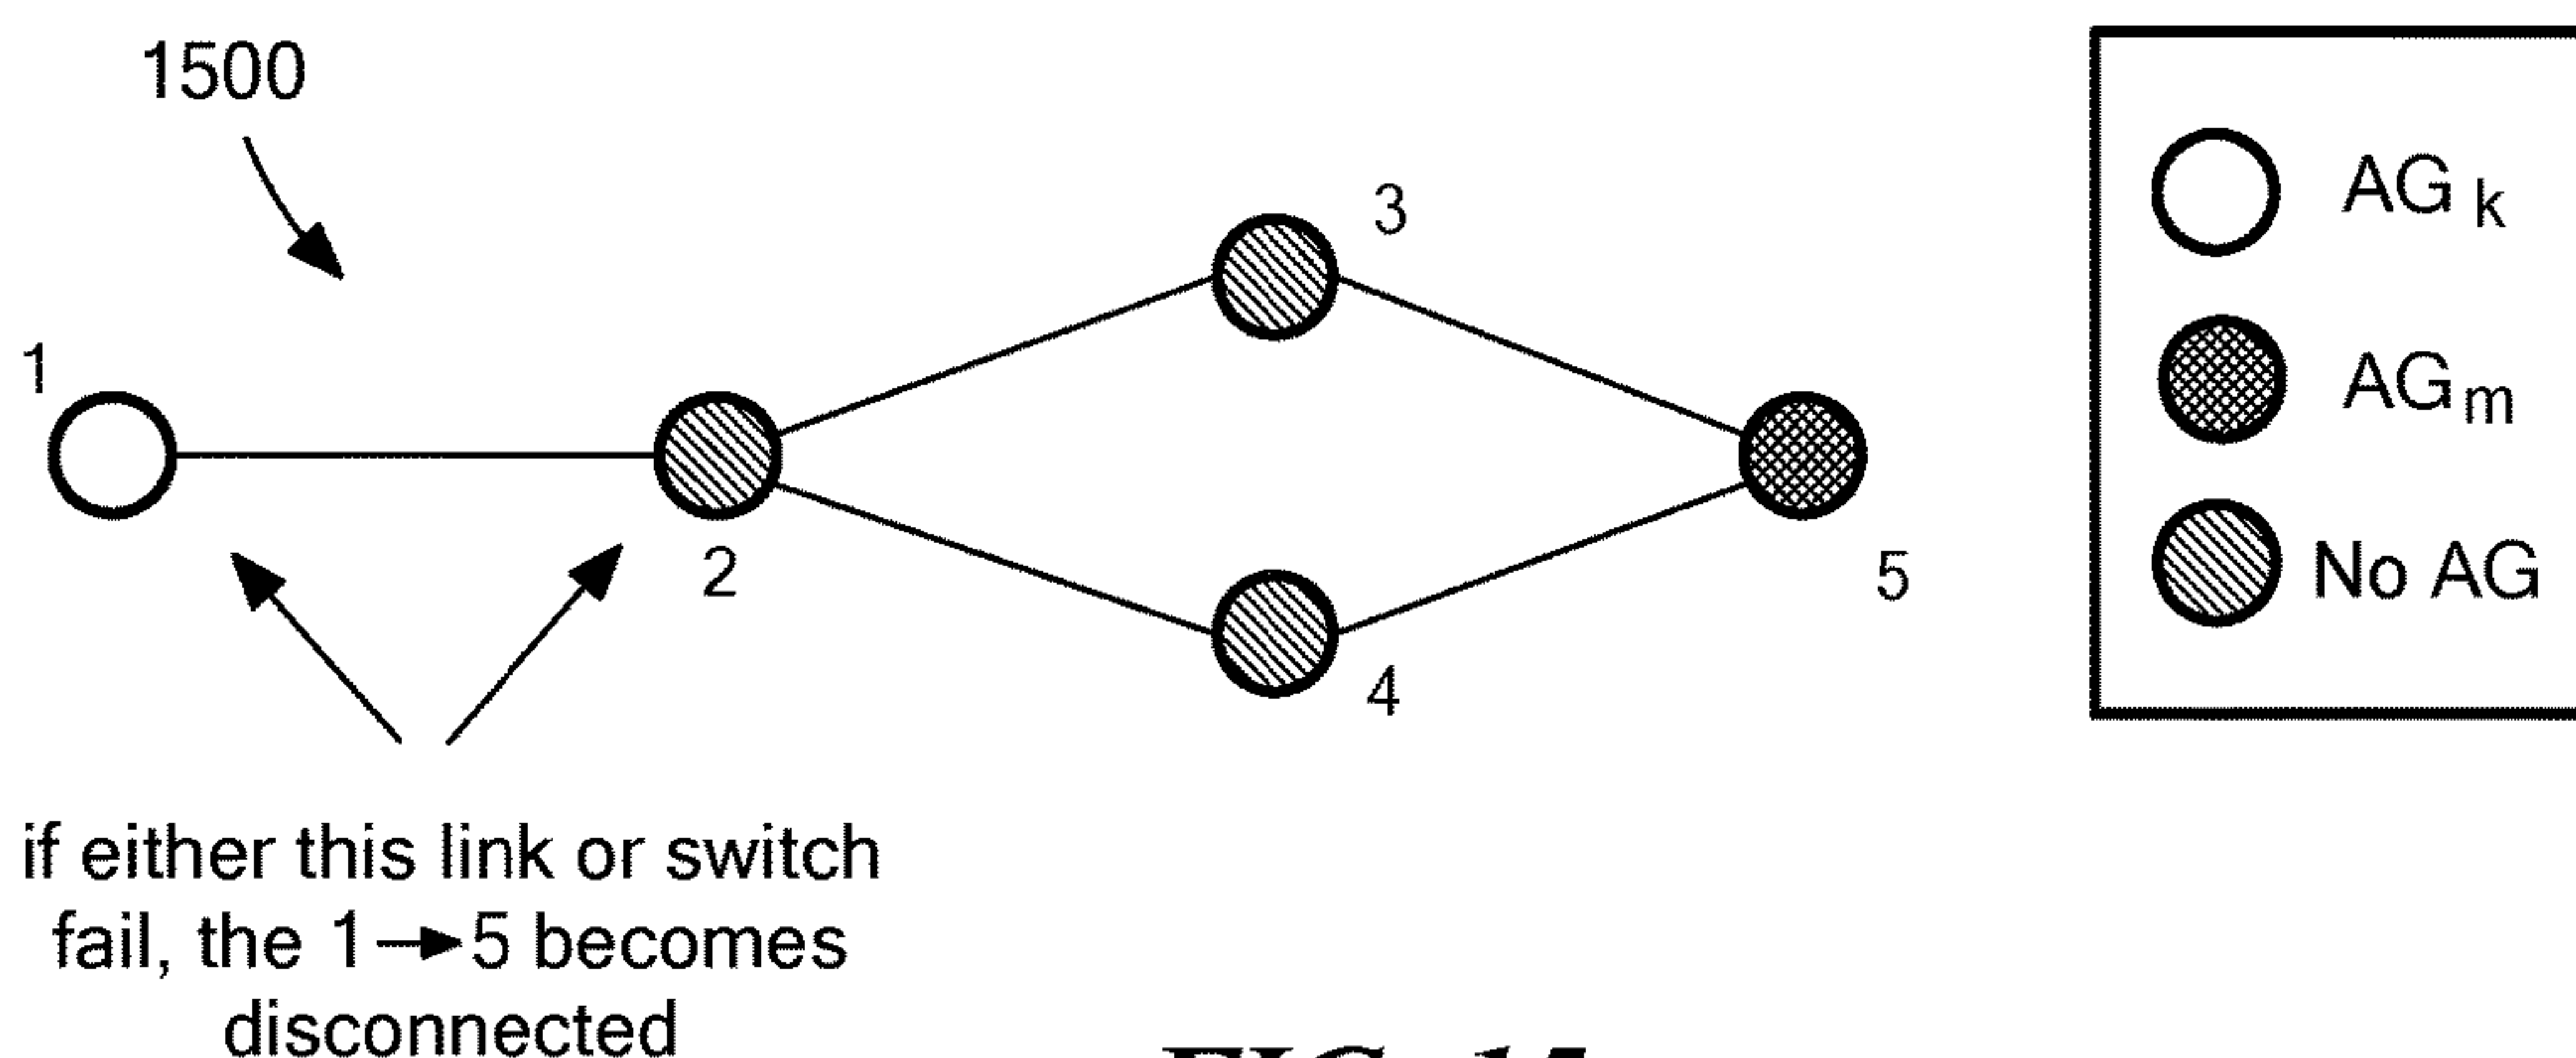 1500
1
2
3
4
5
if either this link or switch
fail, the 1→5 becomes
disconnected
AG k
AG m
No AG